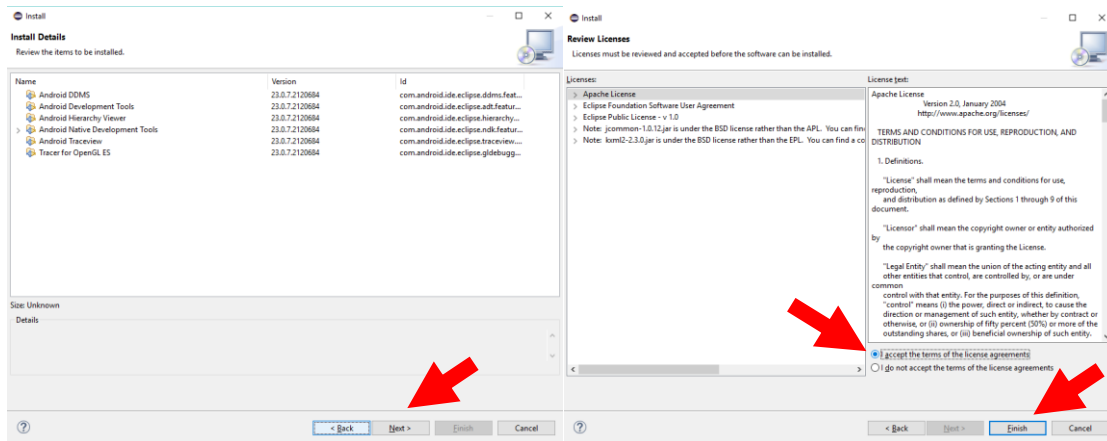 Install
Install Details
Review the items to be installed.
Name Version Id
Android DDMS 23.0.7.2120684 com.android.ide.eclipse.ddms.feat...
Android Development Tools 23.0.7.2120684 com.android.ide.eclipse.adt.featur...
Android Hierarchy Viewer 23.0.7.2120684 com.android.ide.eclipse.hierarchy...
Android Native Development Tools 23.0.7.2120684 com.android.ide.eclipse.ndk.featur...
Android Traceview 23.0.7.2120684 com.android.ide.eclipse.traceview....
Tracer for OpenGL ES 23.0.7.2120684 com.android.ide.eclipse.gldebugg...
Size: Unknown
Details
< Back Next > Finish Cancel
Install
Review Licenses
Licenses must be reviewed and accepted before the software can be installed.
Licenses:
Apache License
Eclipse Foundation Software User Agreement
Eclipse Public License - v 1.0
Note: jcommon-1.0.12.jar is under the BSD license rather than the APL. You can fin
Note: kxml2-2.3.0.jar is under the BSD license rather than the EPL. You can find a co
License text:
Apache License
Version 2.0, January 2004
http://www.apache.org/licenses/
TERMS AND CONDITIONS FOR USE, REPRODUCTION, AND
DISTRIBUTION
1. Definitions.
"License" shall mean the terms and conditions for use,
reproduction,
and distribution as defined by Sections 1 through 9 of this
document.
"Licensor" shall mean the copyright owner or entity authorized
by
the copyright owner that is granting the License.
"Legal Entity" shall mean the union of the acting entity and all
other entities that control, are controlled by, or are under
common
control with that entity. For the purposes of this definition,
"control" means (i) the power, direct or indirect, to cause the
direction or management of such entity, whether by contract or
otherwise, or (ii) ownership of fifty percent (50%) or more of the
outstanding shares, or (iii) beneficial ownership of such entity.
I accept the terms of the license agreements
I do not accept the terms of the license agreements
< Back Next > Finish Cancel